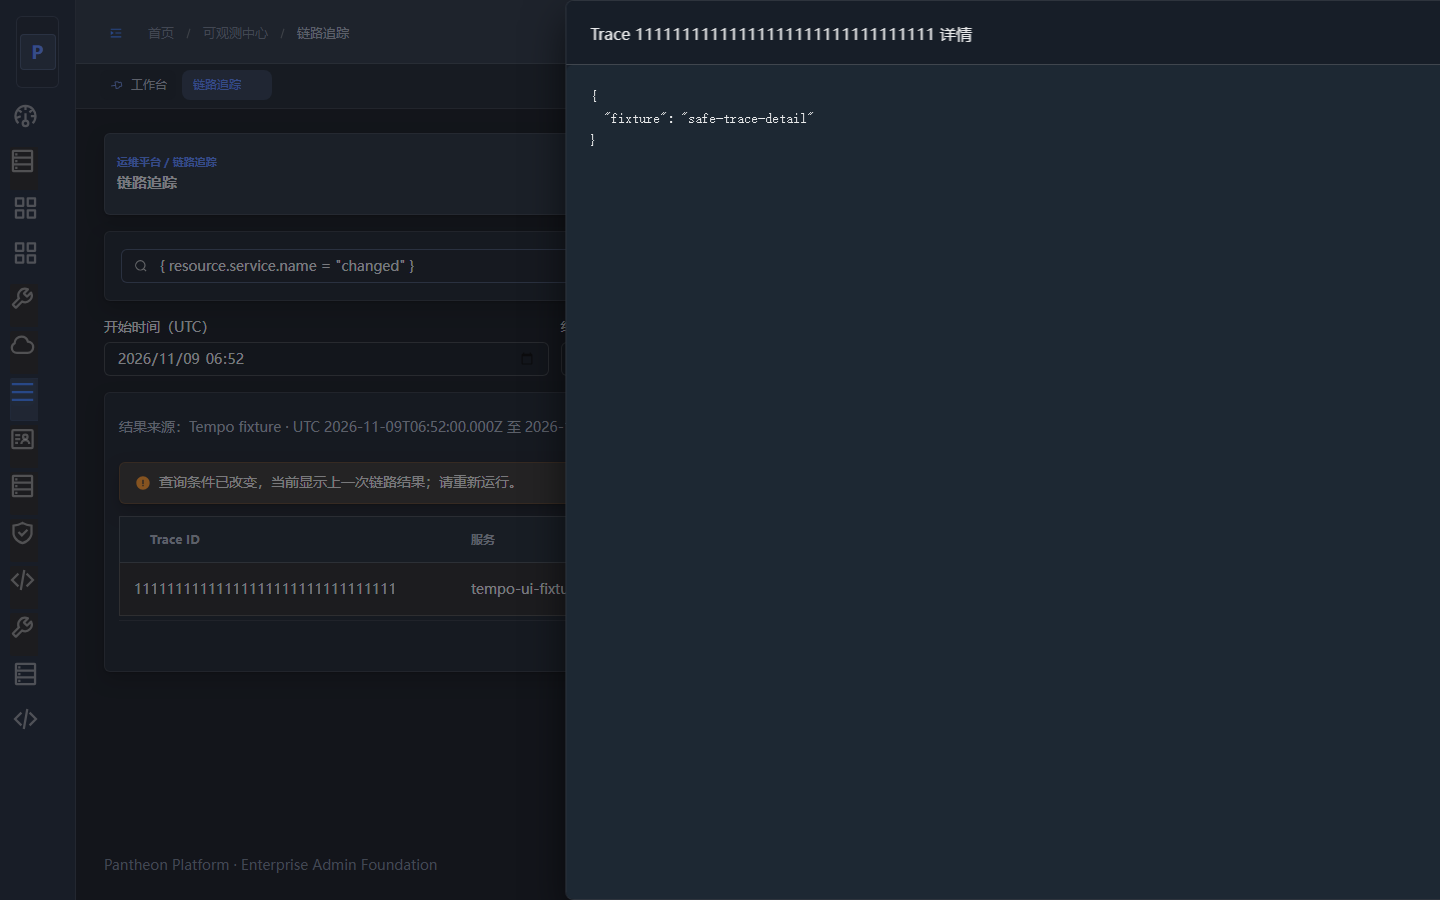 P
首页 / 可观测中心 / 链路追踪
工作台 链路追踪
运维平台 / 链路追踪
链路追踪
{ resource.service.name = "changed" }
开始时间（UTC）
2026/11/09 06:52
结果来源：Tempo fixture · UTC 2026-11-09T06:52:00.000Z 至 2026-
查询条件已改变，当前显示上一次链路结果；请重新运行。
Trace ID 服务
11111111111111111111111111111111 tempo-ui-fixtu
Pantheon Platform · Enterprise Admin Foundation
Trace 11111111111111111111111111111111 详情
{
"fixture": "safe-trace-detail"
}